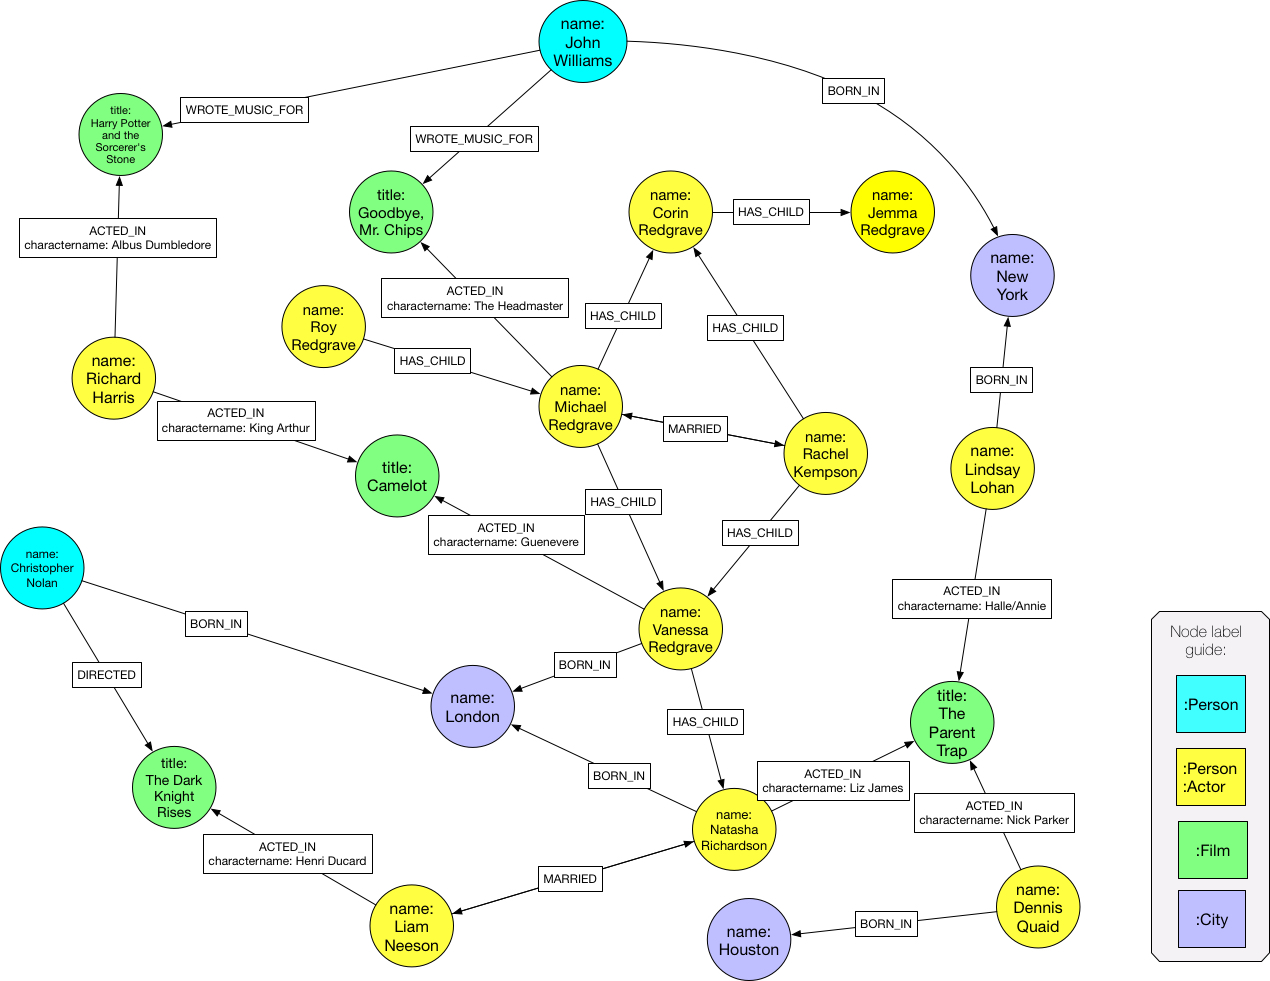 name:
John
Williams
WROTE_MUSIC_FOR
BORN_IN
title:
Harry Potter
and the
Sorcerer's
Stone
WROTE_MUSIC_FOR
title:
Goodbye,
Mr. Chips
name:
Corin
Redgrave
HAS_CHILD
name:
Jemma
Redgrave
ACTED_IN
charactername: Albus Dumbledore
name:
New
York
ACTED_IN
charactername: The Headmaster
name:
Roy
Redgrave
HAS_CHILD
HAS_CHILD
HAS_CHILD
name:
Richard
Harris
name:
Michael
Redgrave
BORN_IN
ACTED_IN
charactername: King Arthur
MARRIED
name:
Rachel
Kempson
name:
Lindsay
Lohan
title:
Camelot
HAS_CHILD
ACTED_IN
charactername: Guenevere
HAS_CHILD
name:
Christopher
Nolan
ACTED_IN
charactername: Halle/Annie
BORN_IN
name:
Vanessa
Redgrave
BORN_IN
DIRECTED
name:
London
HAS_CHILD
title:
The
Parent
Trap
title:
The Dark
Knight
Rises
BORN_IN
ACTED_IN
charactername: Liz James
ACTED_IN
charactername: Nick Parker
name:
Natasha
Richardson
ACTED_IN
charactername: Henri Ducard
MARRIED
name:
Liam
Neeson
name:
Houston
BORN_IN
name:
Dennis
Quaid
Node label
guide:
:Person
:Person
:Actor
:Film
:City